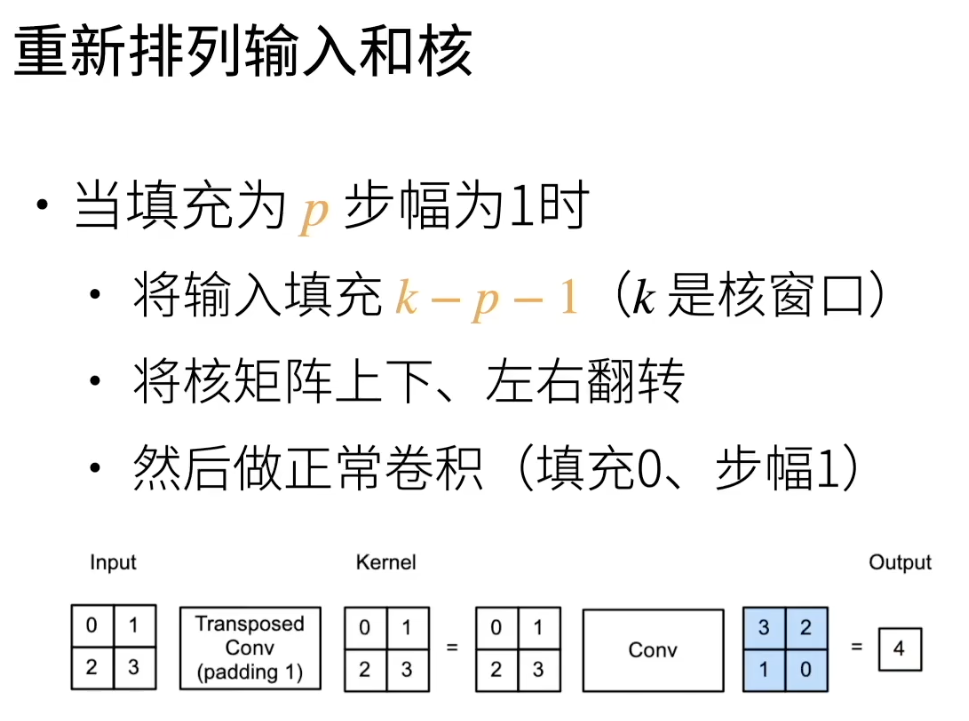 重新排列输入和核
• 当填充为 p 步幅为1时
• 将输入填充 k − p − 1（k 是核窗口）
• 将核矩阵上下、左右翻转
• 然后做正常卷积（填充0、步幅1）
Input Kernel Output
0 1 Transposed Conv (padding 1) 0 1 = 0 1 Conv 3 2 = 4
2 3 2 3 2 3 1 0